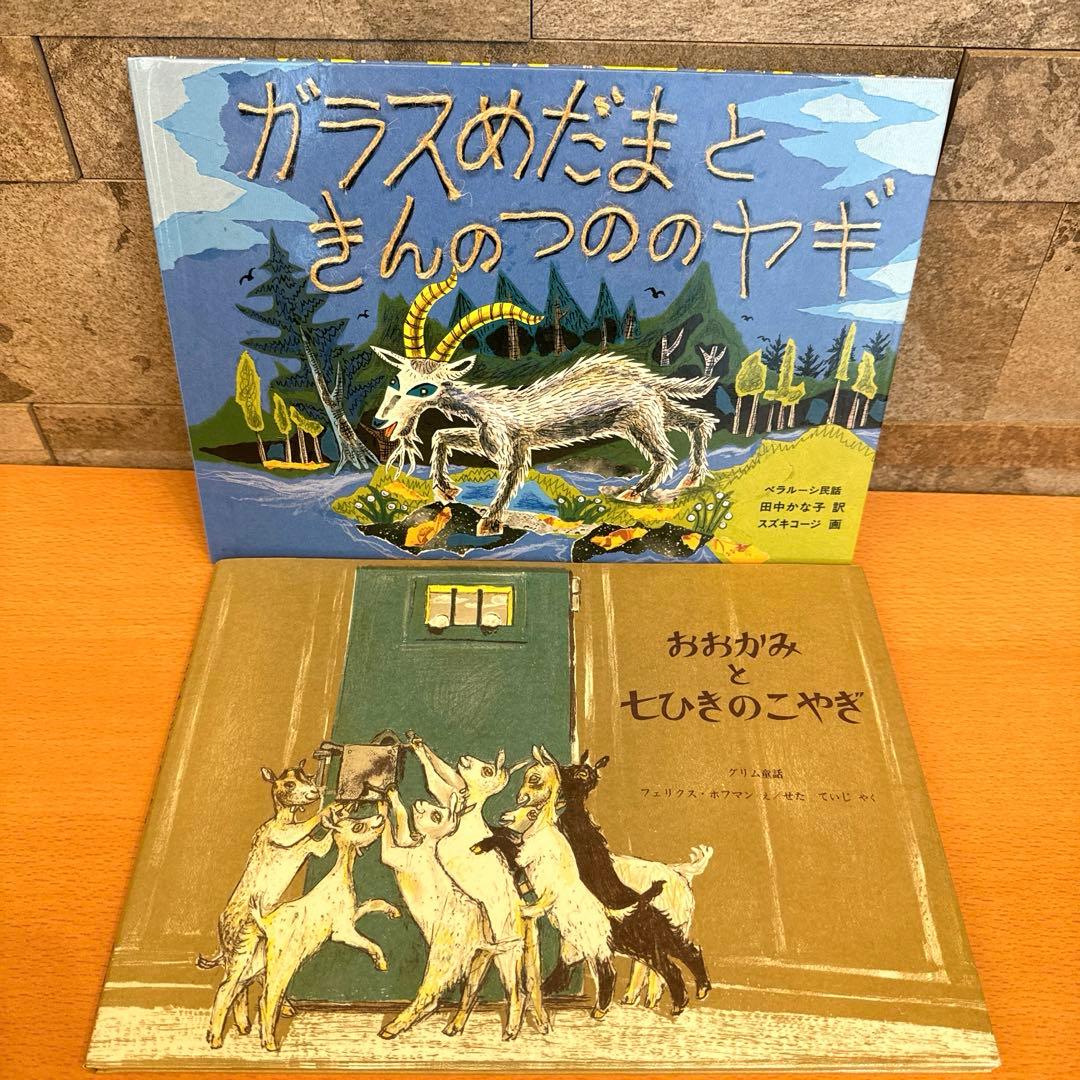 ガラスめだまと
きんのつののヤギ
ベラルーシ民話
田中かな子 訳
スズキコージ 画
おおかみ
と
七ひきのこやぎ
グリム童話
フェリクス・ホフマン え／せた ていじ やく